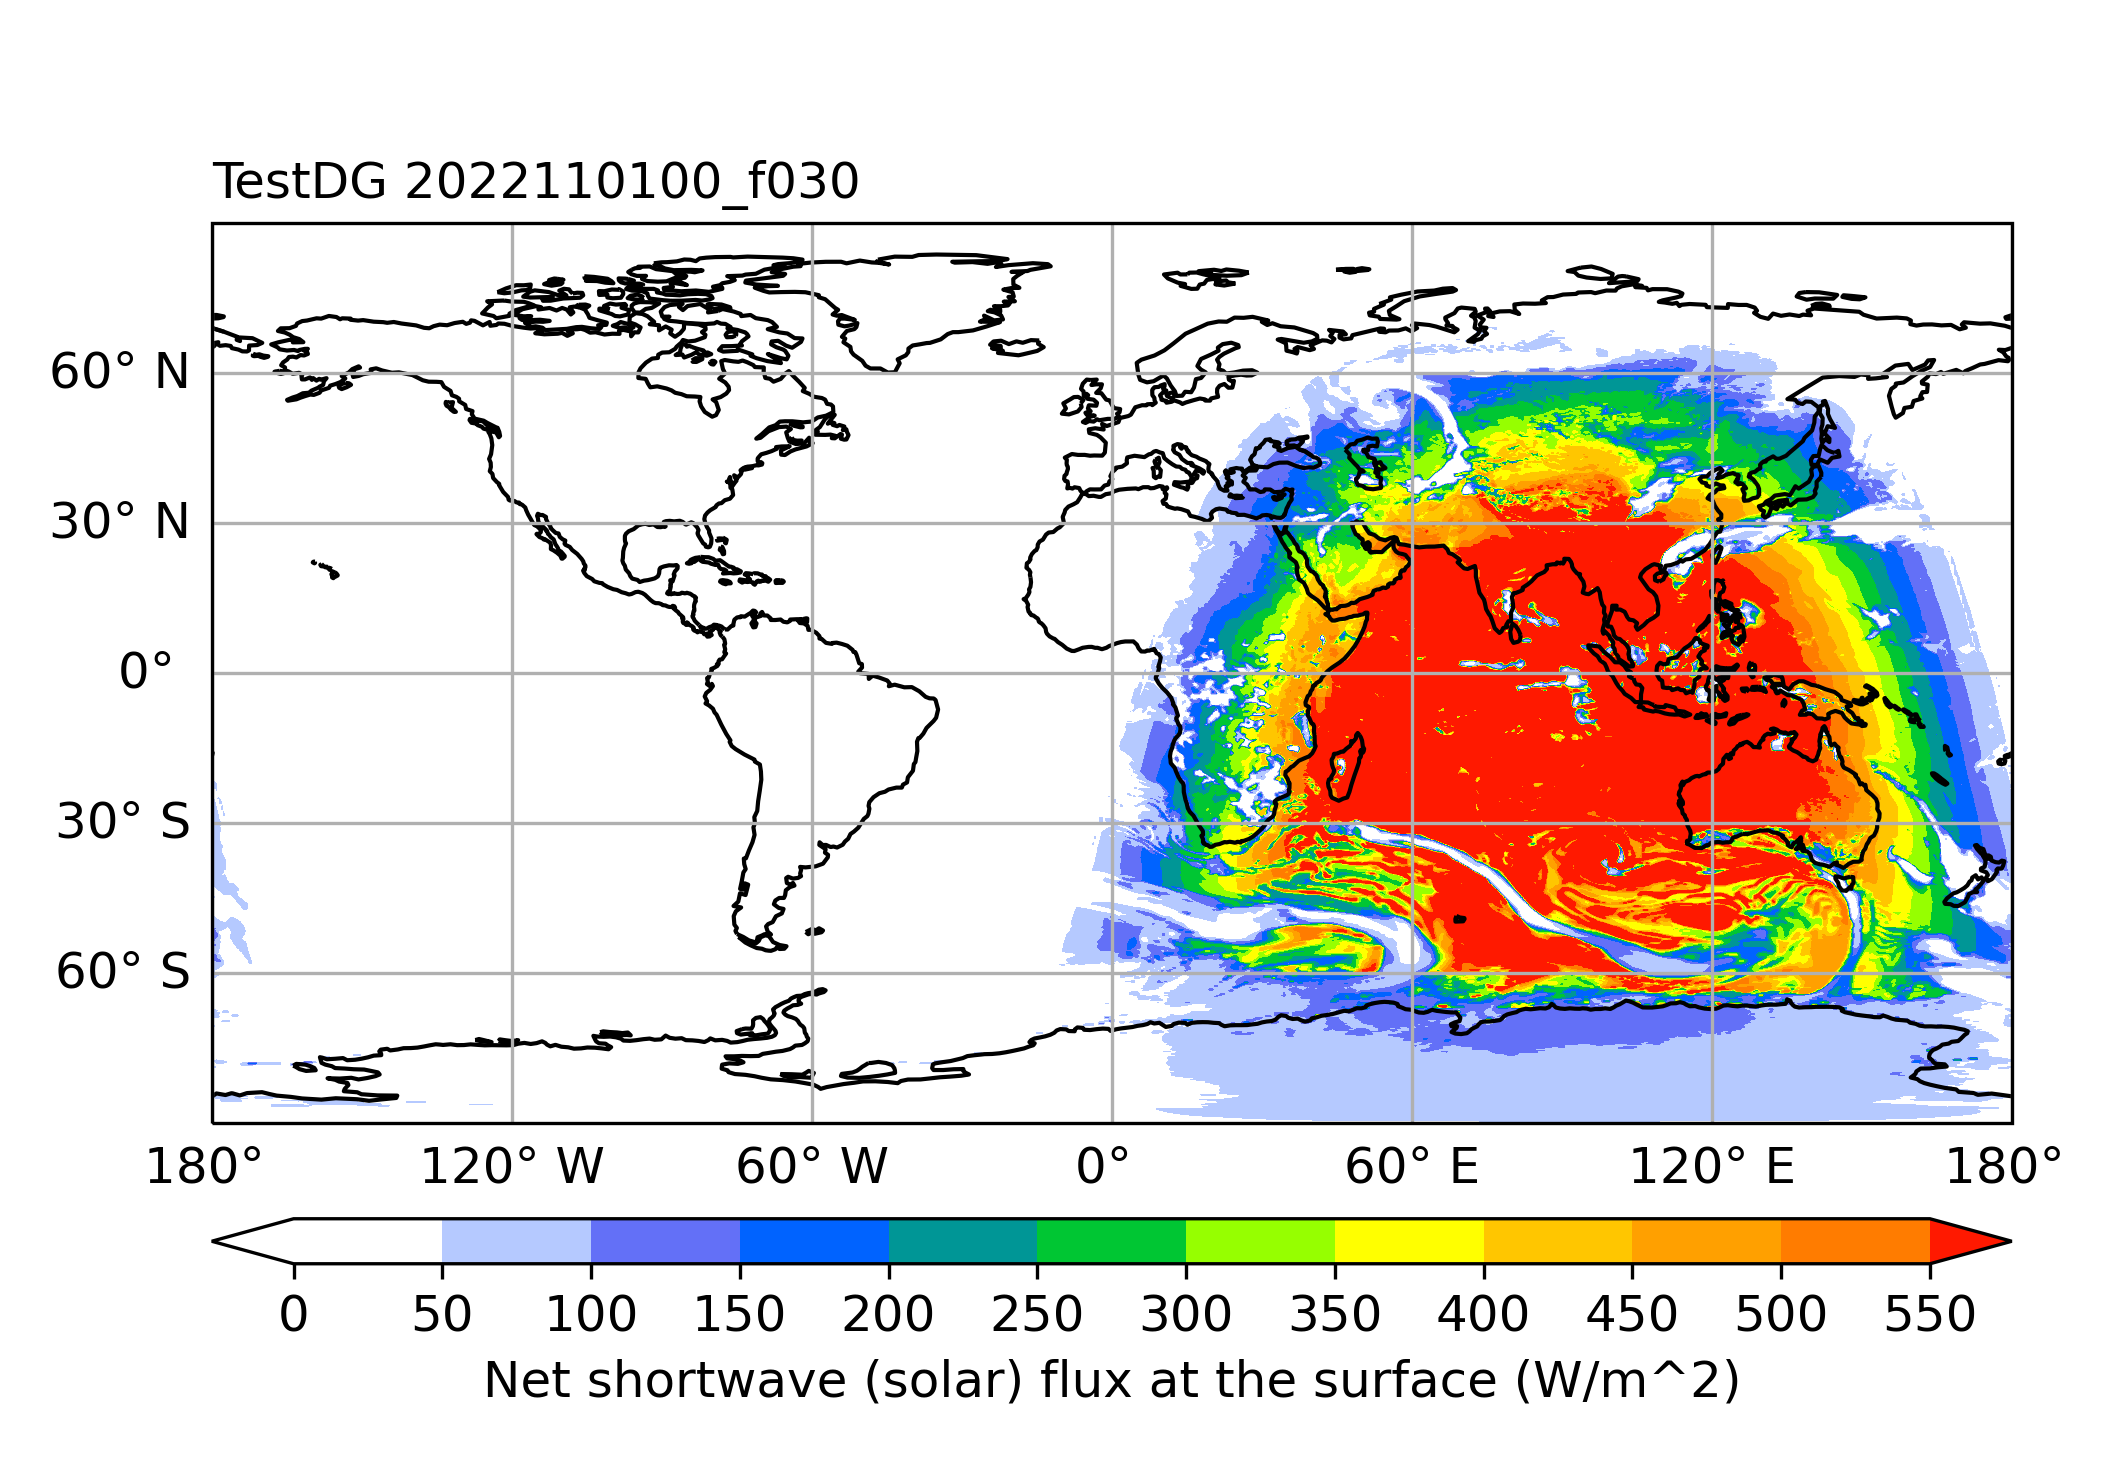 TestDG 2022110100_f030
60° N
30° N
0°
30° S
60° S
180° 120° W 60° W 0° 60° E 120° E 180°
0 50 100 150 200 250 300 350 400 450 500 550
Net shortwave (solar) flux at the surface (W/m^2)